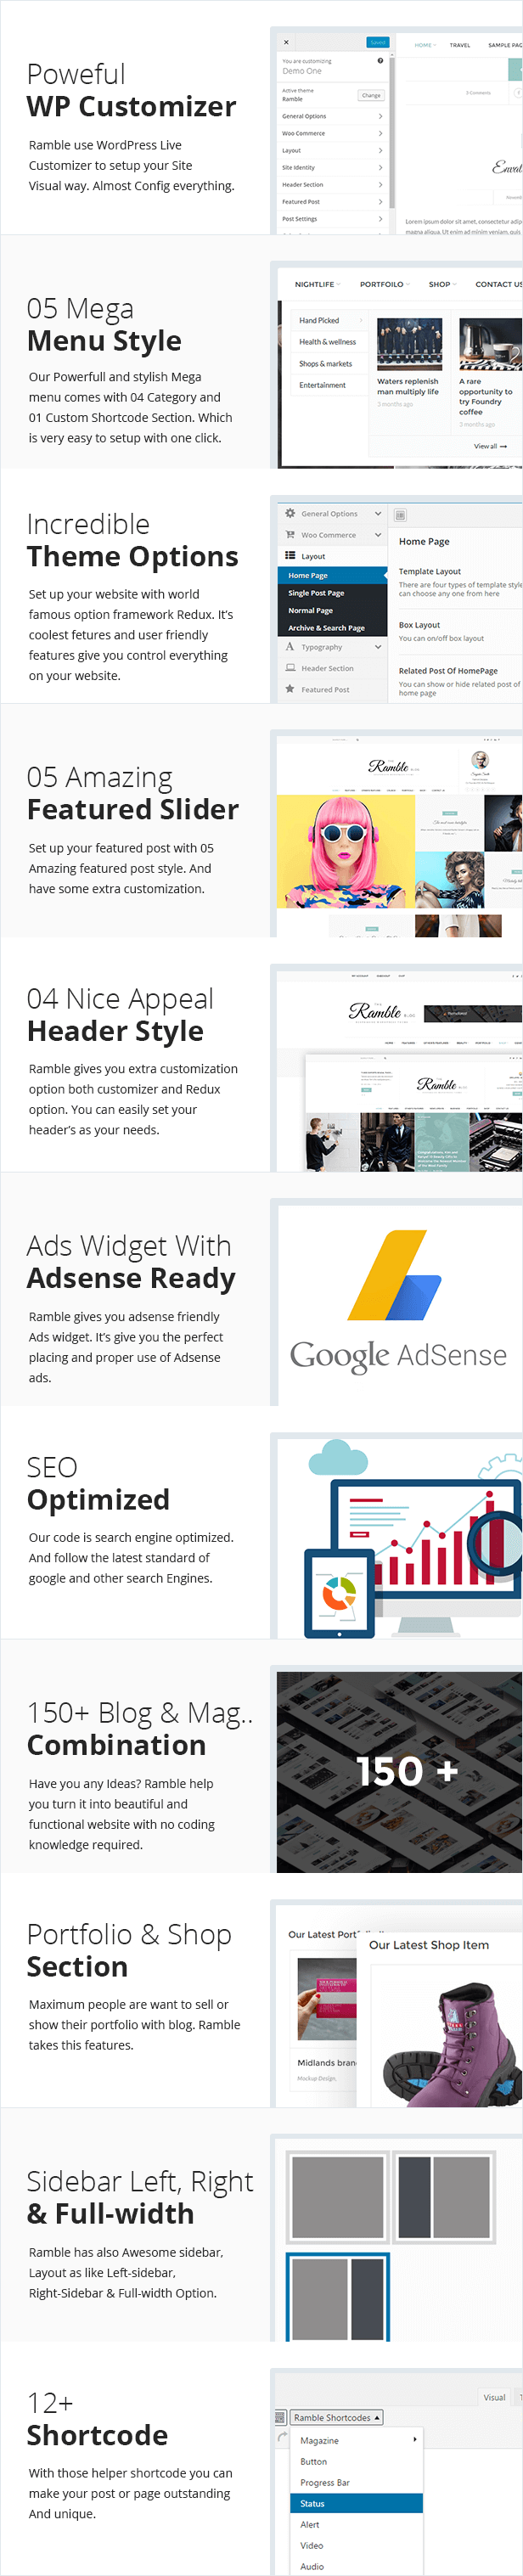 Poweful
WP Customizer
Ramble use WordPress Live
Customizer to setup your Site
Visual way. Almost Config everything.
Saved
You are customizing
Demo One
Active theme
Ramble
Change
General Options
Woo Commerce
Layout
Site Identity
Header Section
Featured Post
Post Settings
HOME
TRAVEL
SAMPLE PAG
3 Comments
Lorem ipsum dolor sit amet, consectetur adipi
magna aliqua. Ut enim ad minim veniam, quis
05 Mega
Menu Style
Our Powerfull and stylish Mega
menu comes with 04 Category and
01 Custom Shortcode Section. Which
is very easy to setup with one click.
NIGHTLIFE
PORTFOILO
SHOP
CONTACT US
Hand Picked
Health & wellness
Shops & markets
Entertainment
Waters replenish
man multiply life
3 months ago
A rare
opportunity to
try Foundry
coffee
3 months ago
View all
Incredible
Theme Options
Set up your website with world
famous option framework Redux. It's
coolest fetures and user friendly
features give you control everything
on your website.
General Options
Woo Commerce
Layout
Home Page
Single Post Page
Normal Page
Archive & Search Page
Typography
Header Section
Featured Post
Home Page
Template Layout
There are four types of template style
can choose any one from here
Box Layout
You can on/off box layout
Related Post Of HomePage
You can show or hide related post of
home page
05 Amazing
Featured Slider
Set up your featured post with 05
Amazing featured post style. And
have some extra customization.
Ramble
04 Nice Appeal
Header Style
Ramble gives you extra customization
option both customizer and Redux
option. You can easily set your
header's as your needs.
Ramble
Ramble
Ads Widget With
Adsense Ready
Ramble gives you adsense friendly
Ads widget. It's give you the perfect
placing and proper use of Adsense
ads.
Google AdSense
SEO
Optimized
Our code is search engine optimized.
And follow the latest standard of
google and other search Engines.
150+ Blog & Mag..
Combination
Have you any Ideas? Ramble help
you turn it into beautiful and
functional website with no coding
knowledge required.
150 +
Portfolio & Shop
Section
Maximum people are want to sell or
show their portfolio with blog. Ramble
takes this features.
Our Latest Portf
Midlands bran
Mockup Design,
Our Latest Shop Item
Sidebar Left, Right
& Full-width
Ramble has also Awesome sidebar,
Layout as like Left-sidebar,
Right-Sidebar & Full-width Option.
12+
Shortcode
With those helper shortcode you can
make your post or page outstanding
And unique.
Visual
Ramble Shortcodes
Magazine
Button
Progress Bar
Status
Alert
Video
Audio